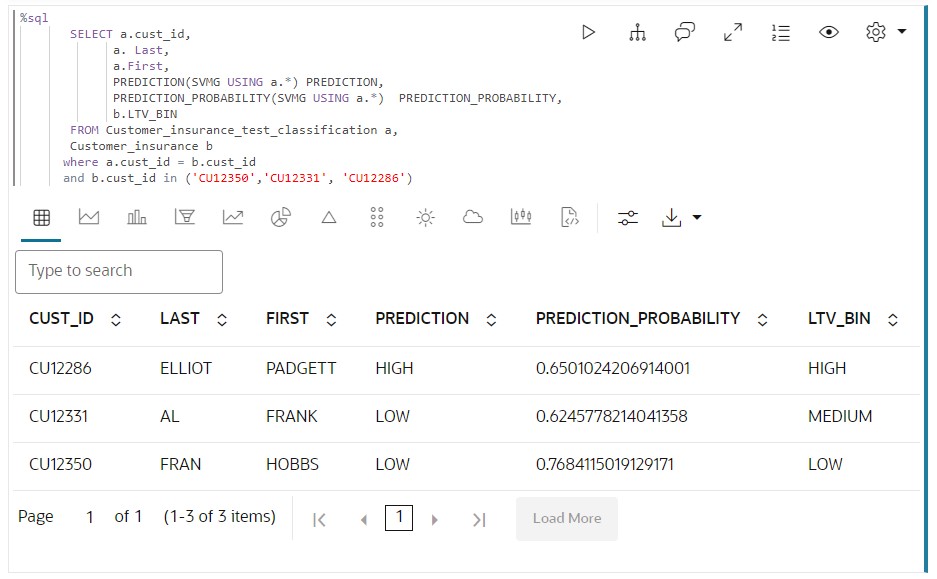 %sql
SELECT a.cust_id,
a. Last,
a.First,
PREDICTION(SVMG USING a.*) PREDICTION,
PREDICTION_PROBABILITY(SVMG USING a.*)  PREDICTION_PROBABILITY,
b.LTV_BIN
FROM Customer_insurance_test_classification a,
Customer_insurance b
where a.cust_id = b.cust_id
and b.cust_id in ('CU12350','CU12331', 'CU12286')
Type to search
CUST_ID LAST FIRST PREDICTION PREDICTION_PROBABILITY LTV_BIN
CU12286 ELLIOT PADGETT HIGH 0.6501024206914001 HIGH
CU12331 AL FRANK LOW 0.6245778214041358 MEDIUM
CU12350 FRAN HOBBS LOW 0.7684115019129171 LOW
Page 1 of 1 (1-3 of 3 items) 1 Load More